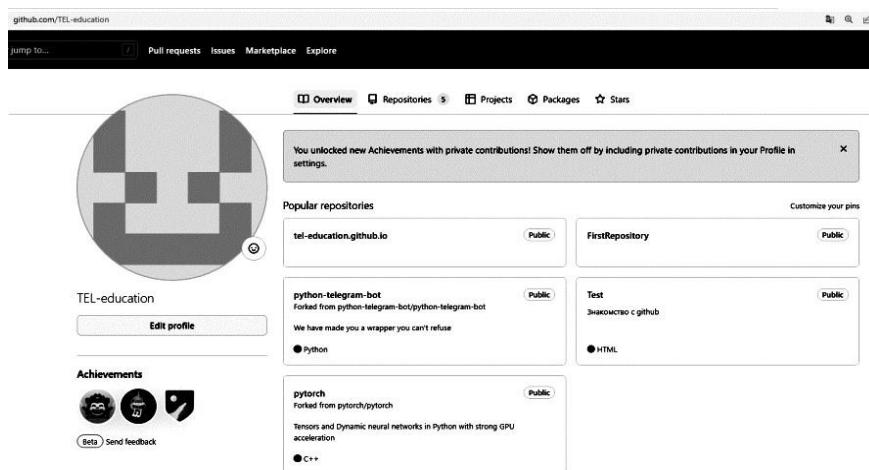 github.com/TEL-education
jump to... /
Pull requests Issues Marketplace Explore
Overview Repositories 5 Projects Packages Stars
You unlocked new Achievements with private contributions! Show them off by including private contributions in your Profile in
settings.
Popular repositories Customize your pins
tel-education.github.io Public
FirstRepository Public
python-telegram-bot Public
Forked from python-telegram-bot/python-telegram-bot
We have made you a wrapper you can't refuse
Python
Test Public
Знакомство с github
HTML
pytorch Public
Forked from pytorch/pytorch
Tensors and Dynamic neural networks in Python with strong GPU
acceleration
C++
TEL-education
Edit profile
Achievements
Beta Send feedback